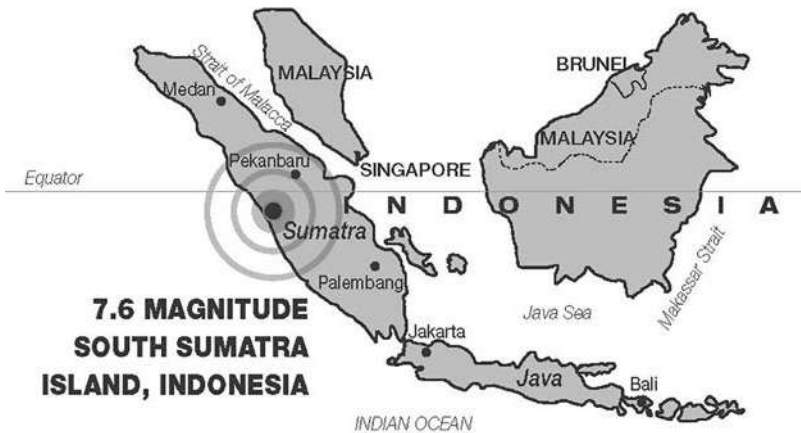 Strait of Malacca
MALAYSIA
BRUNEI
Medan
MALAYSIA
Pekanbaru
SINGAPORE
Equator
INDONESIA
Sumatra
Palembang
Makassar Strait
7.6 MAGNITUDE
SOUTH SUMATRA
ISLAND, INDONESIA
Java Sea
Jakarta
Java
Bali
INDIAN OCEAN